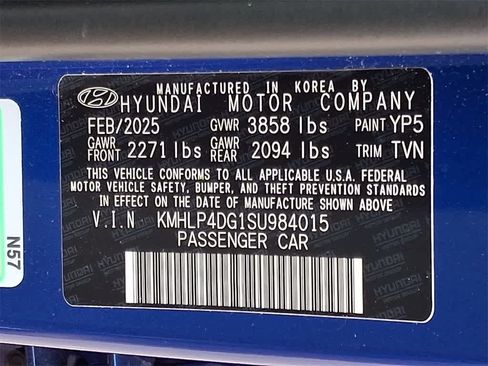 MANUFACTURED IN KOREA BY
HYUNDAI MOTOR COMPANY
FEB/2025 GVWR 3858 lbs PAINT YP5
GAWR FRONT 2271 lbs GAWR REAR 2094 lbs TRIM TVN
THIS VEHICLE CONFORMS TO ALL APPLICABLE U.S.A. FEDERAL
MOTOR VEHICLE SAFETY, BUMPER, AND THEFT PREVENTION STANDARDS
IN EFFECT ON THE DATE OF MANUFACTURE SHOWN ABOVE.
V.I.N. KMHLP4DG1SU984015
PASSENGER CAR
N57